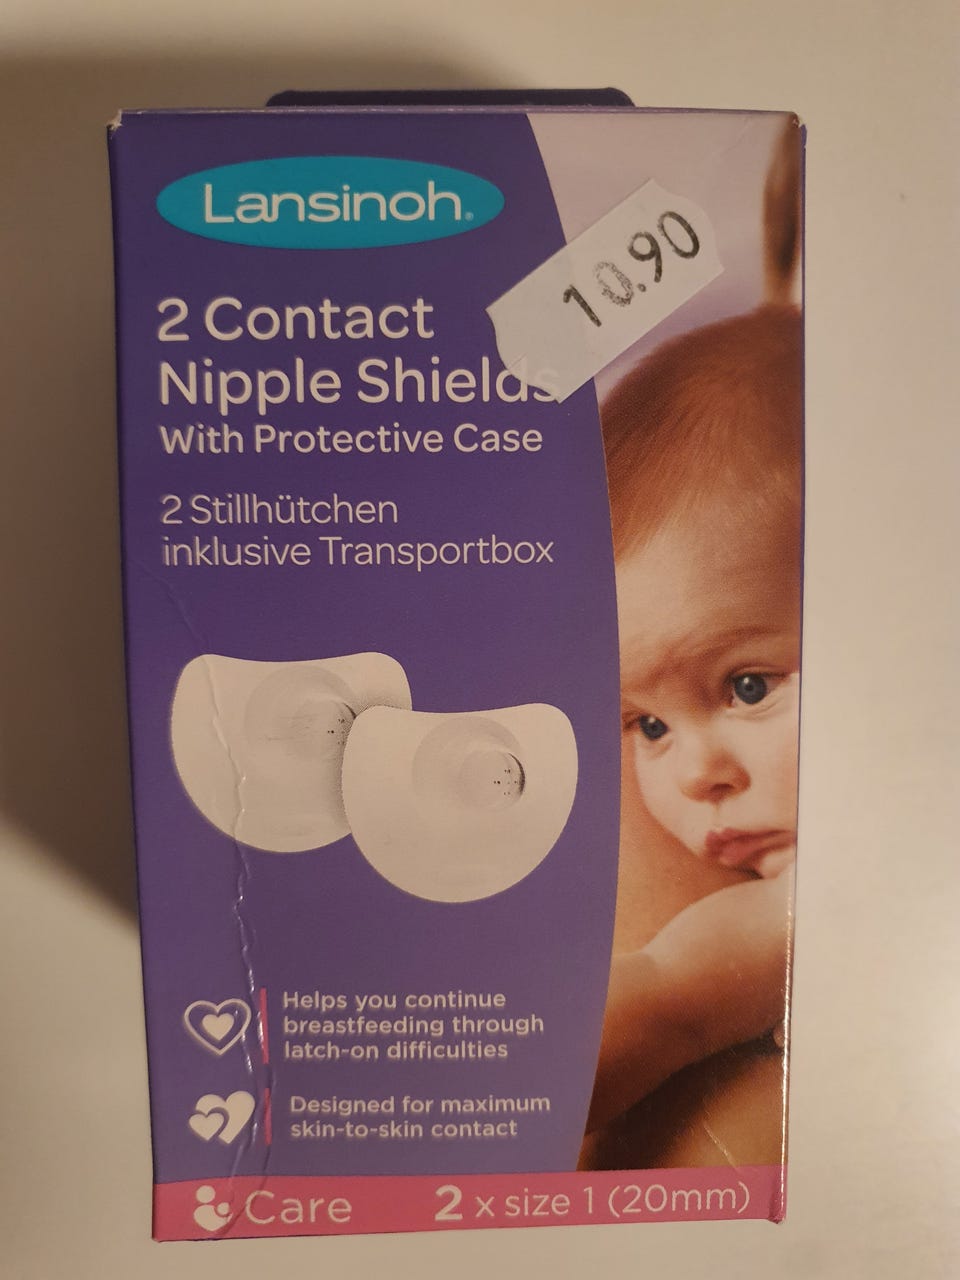 Lansinoh®
10.90
2 Contact
Nipple Shields
With Protective Case
2 Stillhütchen
inklusive Transportbox
Helps you continue
breastfeeding through
latch-on difficulties
Designed for maximum
skin-to-skin contact
Care
2 x size 1 (20mm)